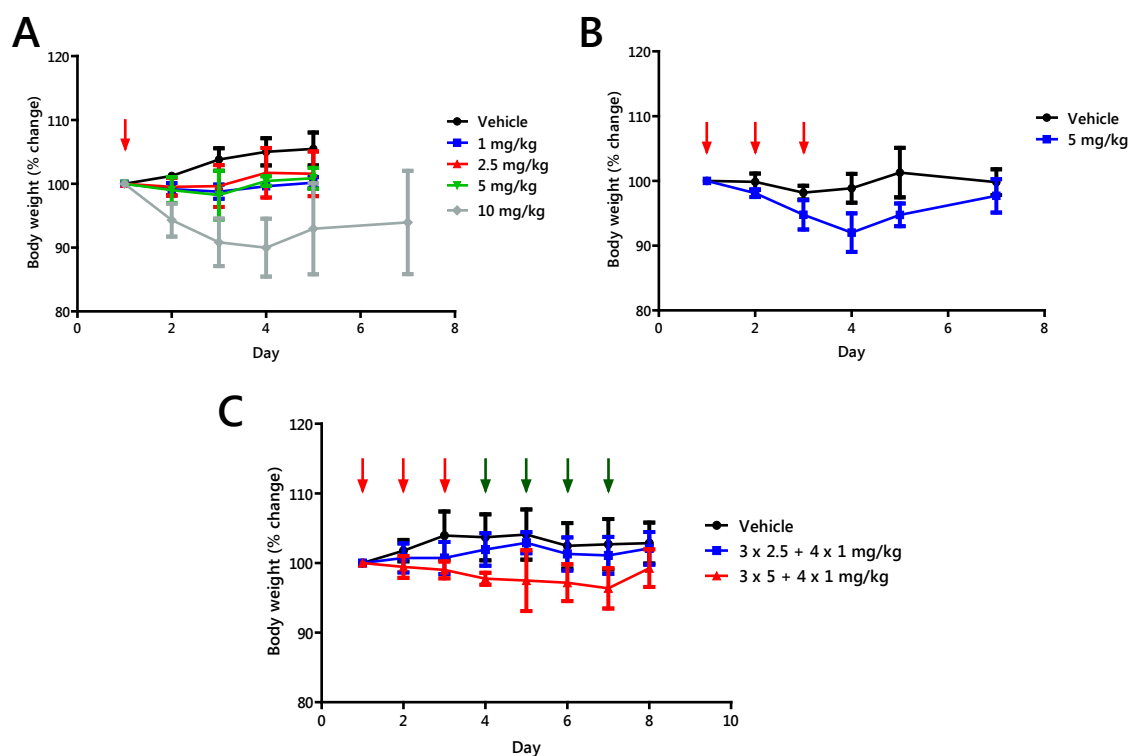 A
Body weight (% change)
120
110
100
90
80
0
2
4
6
8
Day
Vehicle
1 mg/kg
2.5 mg/kg
5 mg/kg
10 mg/kg
B
Body weight (% change)
120
110
100
90
80
0
2
4
6
8
Day
Vehicle
5 mg/kg
C
Body weight (% change)
120
110
100
90
80
0
2
4
6
8
10
Day
Vehicle
3 x 2.5 + 4 x 1 mg/kg
3 x 5 + 4 x 1 mg/kg